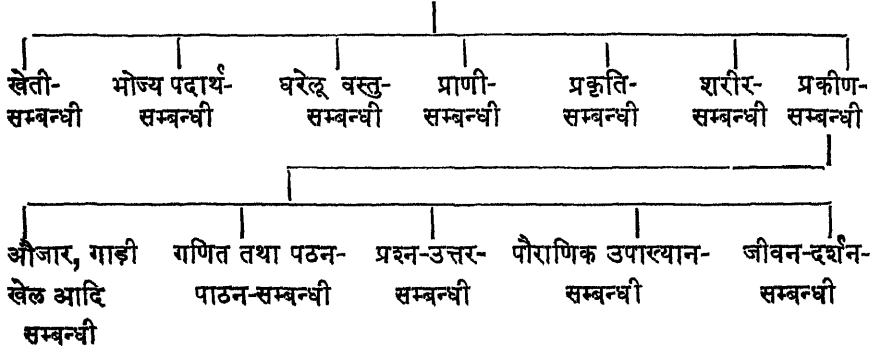 खेती- भोज्य पदार्थ- घरेलू वस्तु- प्राणी- प्रकृति- शरीर- प्रकीण-
सम्बन्धी सम्बन्धी सम्बन्धी सम्बन्धी सम्बन्धी सम्बन्धी सम्बन्धी
औजार, गाड़ी गणित तथा पठन- प्रश्न-उत्तर- पौराणिक उपाख्यान- जीवन-दर्शन-
खेल आदि पाठन-सम्बन्धी सम्बन्धी सम्बन्धी सम्बन्धी
सम्बन्धी